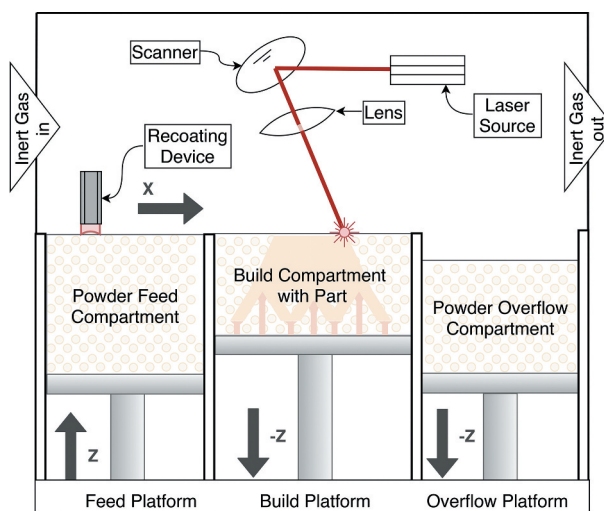 Scanner
Laser
Source
Lens
Inert Gas
in
Inert Gas
out
Recoating
Device
X
Powder Feed
Compartment
Build Compartment
with Part
Powder Overflow
Compartment
Z
-Z
-Z
Feed Platform
Build Platform
Overflow Platform